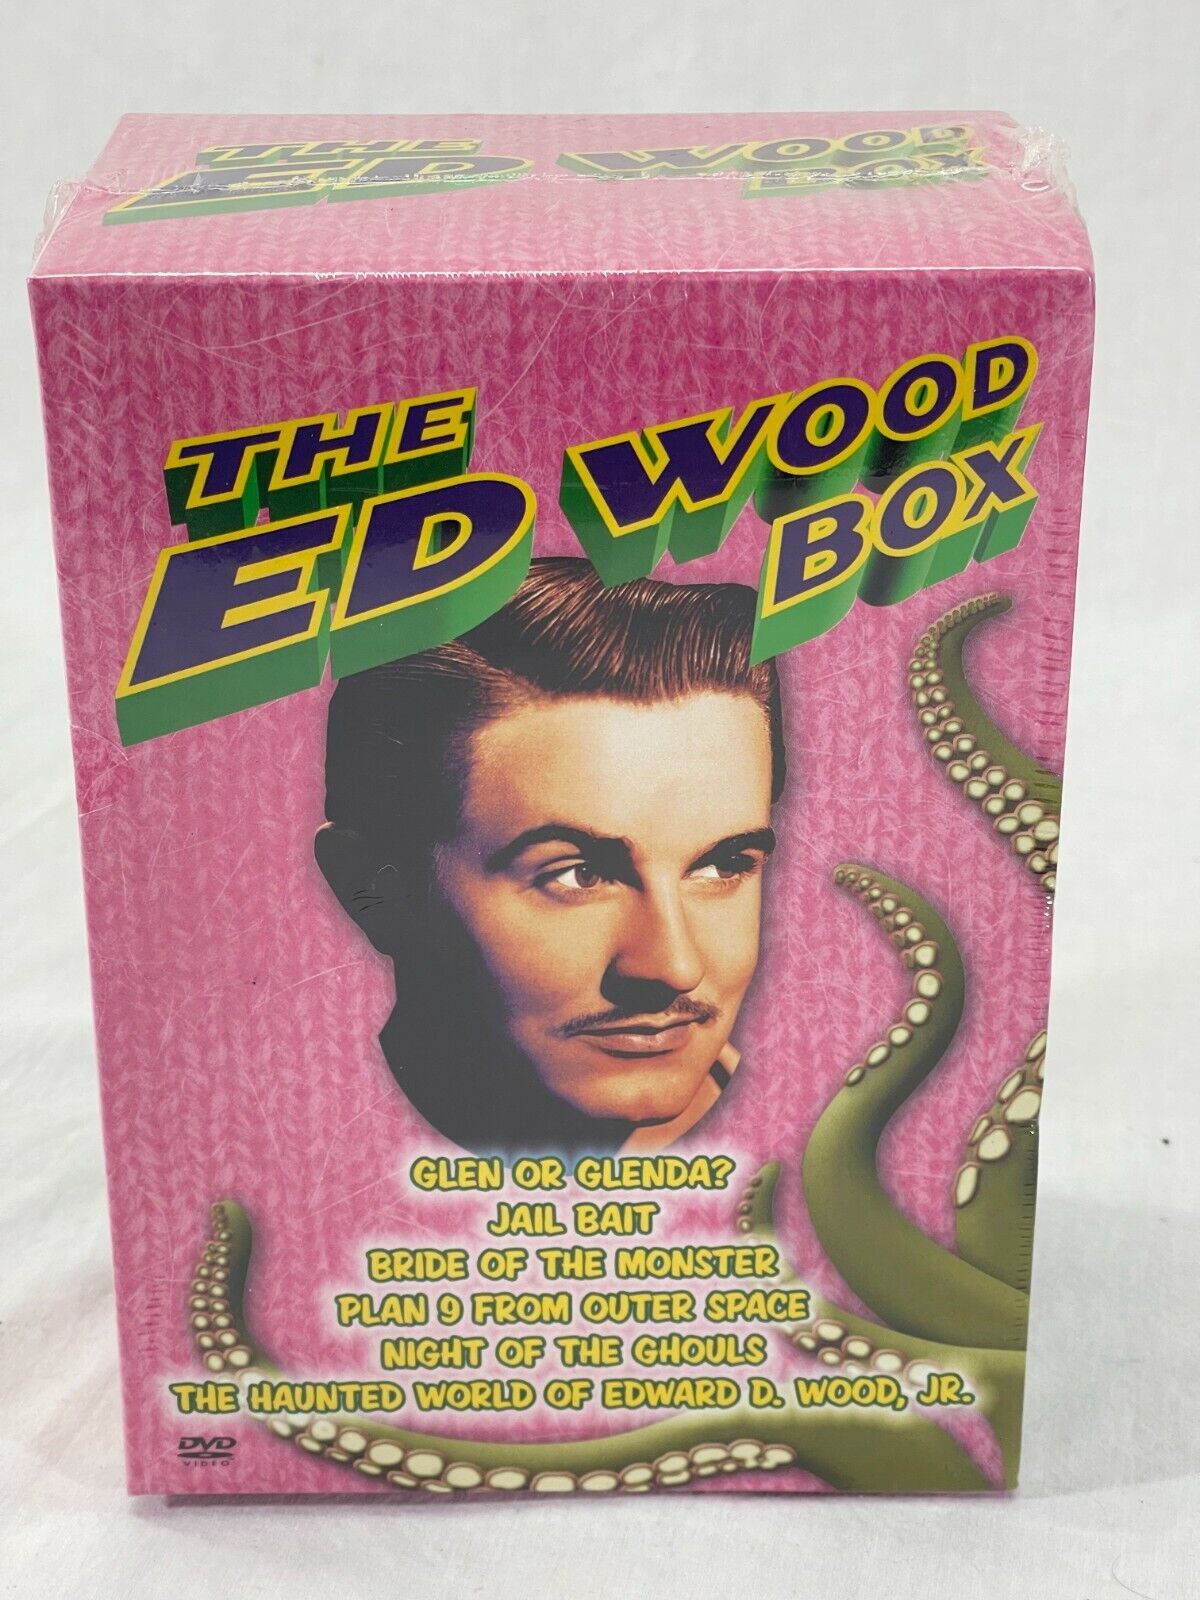 THE
ED WOOD
BOX
THE
ED WOOD
BOX
GLEN OR GLENDA?
JAIL BAIT
BRIDE OF THE MONSTER
PLAN 9 FROM OUTER SPACE
NIGHT OF THE GHOULS
THE HAUNTED WORLD OF EDWARD D. WOOD, JR.
DVD
VIDEO